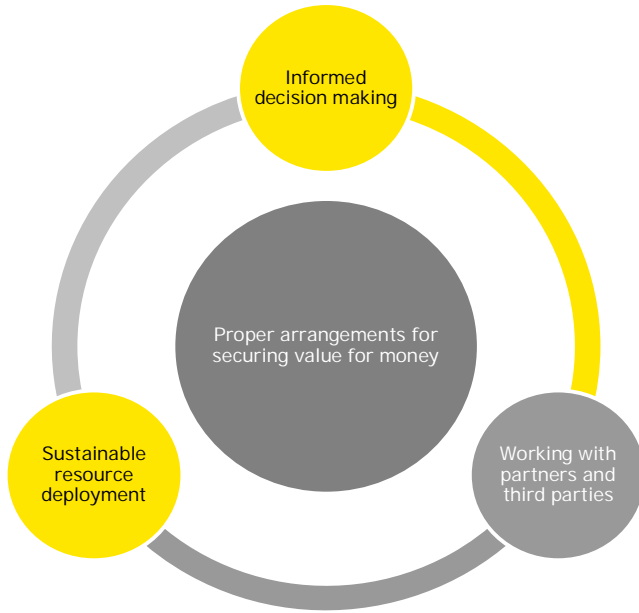 Informed
decision making
Proper arrangements for
securing value for money
Sustainable
resource
deployment
Working with
partners and
third parties